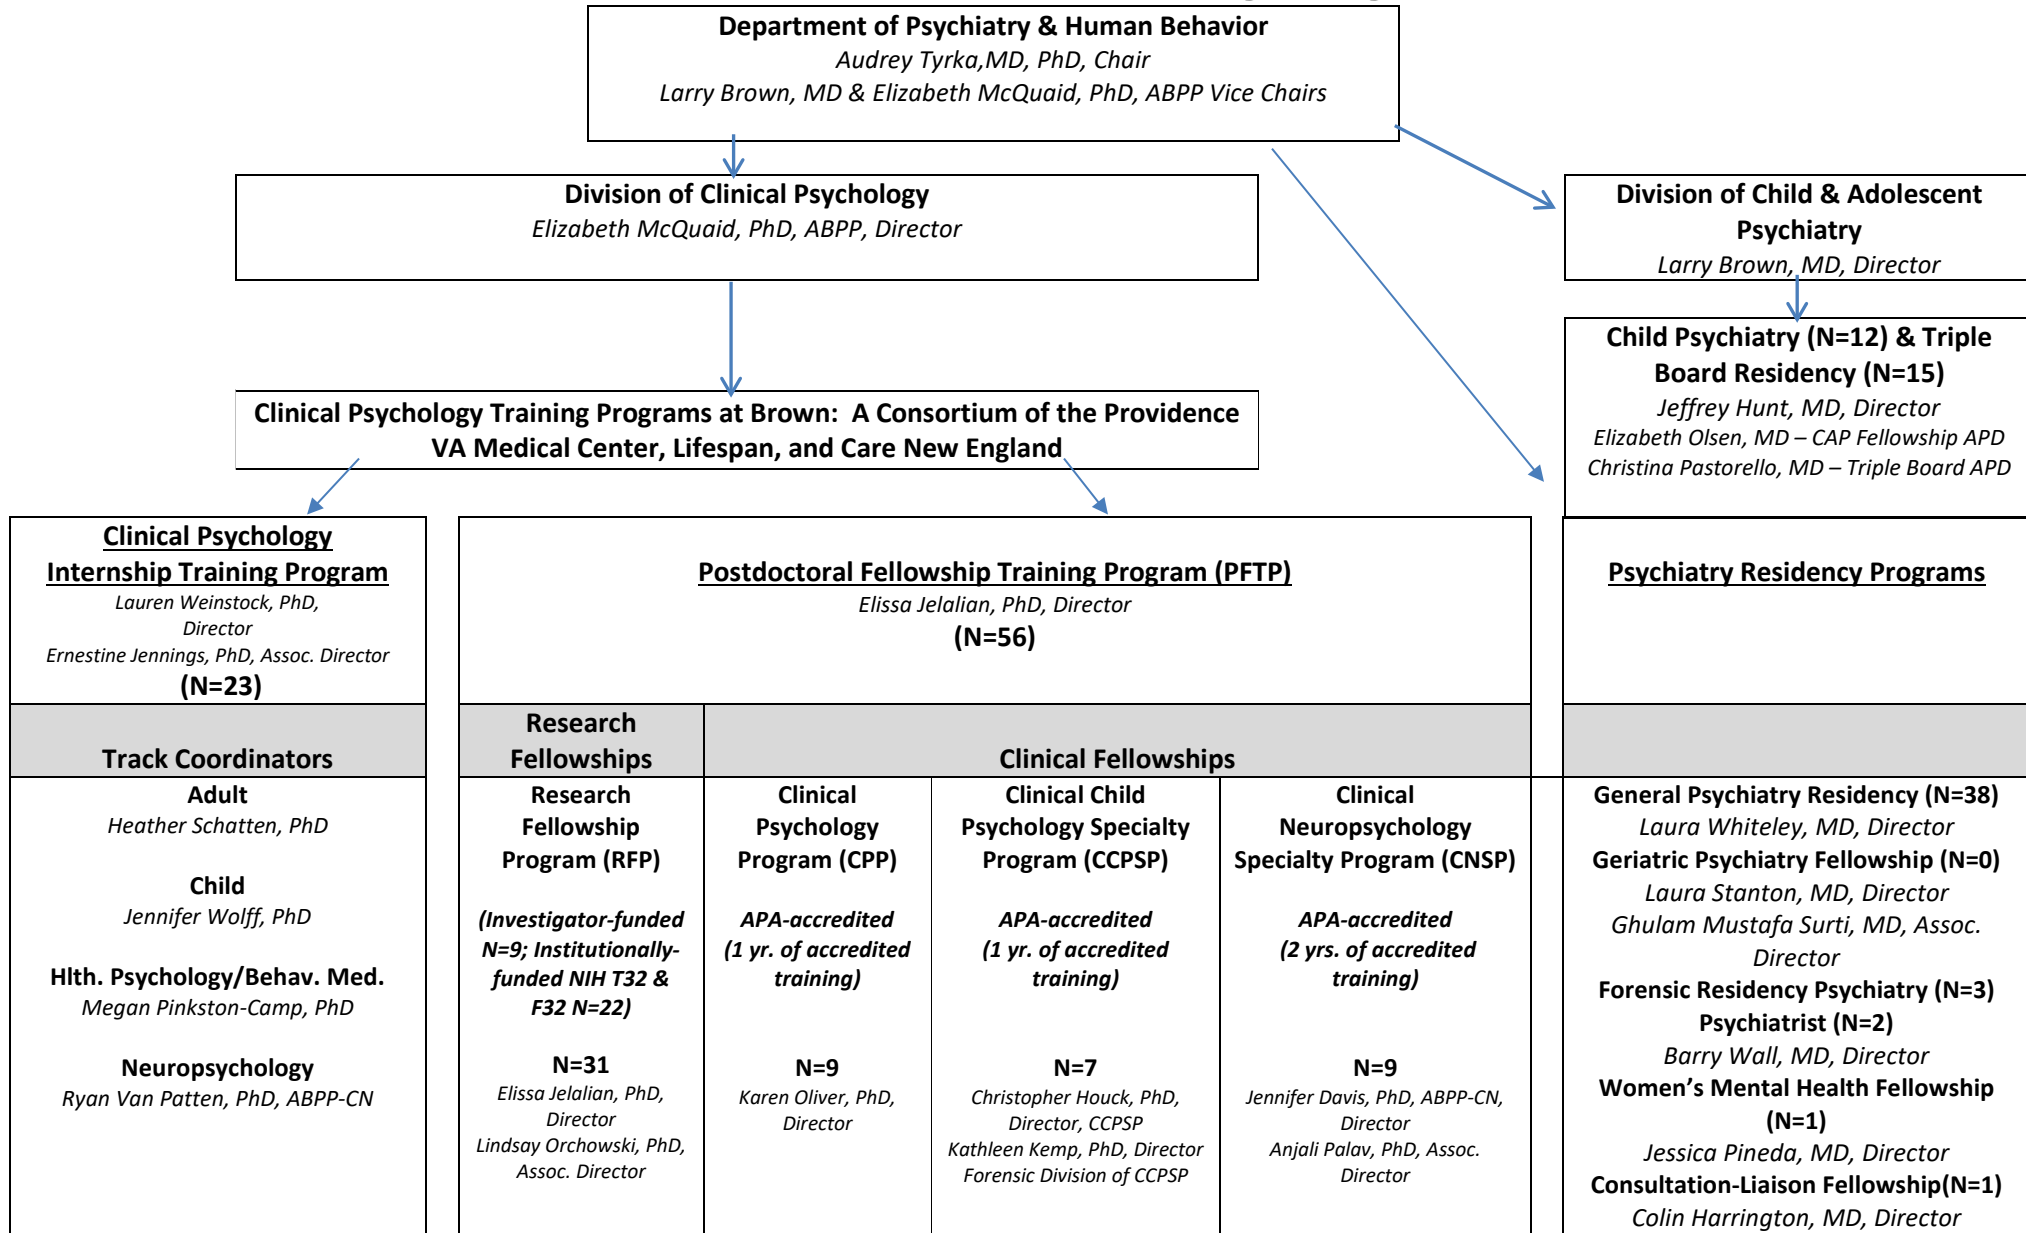 Department of Psychiatry & Human Behavior
Audrey Tyrka,MD, PhD, Chair
Larry Brown, MD & Elizabeth McQuaid, PhD, ABPP Vice Chairs
Division of Clinical Psychology
Elizabeth McQuaid, PhD, ABPP, Director
Division of Child & Adolescent
Psychiatry
Larry Brown, MD, Director
Child Psychiatry (N=12) & Triple
Board Residency (N=15)
Jeffrey Hunt, MD, Director
Elizabeth Olsen, MD – CAP Fellowship APD
Christina Pastorello, MD – Triple Board APD
Clinical Psychology Training Programs at Brown:  A Consortium of the Providence
VA Medical Center, Lifespan, and Care New England
Clinical Psychology
Internship Training Program
Lauren Weinstock, PhD,
Director
Ernestine Jennings, PhD, Assoc. Director
(N=23)
Postdoctoral Fellowship Training Program (PFTP)
Elissa Jelalian, PhD, Director
(N=56)
Psychiatry Residency Programs
Track Coordinators
Research
Fellowships
Clinical Fellowships
Adult
Heather Schatten, PhD
Child
Jennifer Wolff, PhD
Hlth. Psychology/Behav. Med.
Megan Pinkston-Camp, PhD
Neuropsychology
Ryan Van Patten, PhD, ABPP-CN
Research
Fellowship
Program (RFP)
(Investigator-funded
N=9; Institutionally-
funded NIH T32 &
F32 N=22)
N=31
Elissa Jelalian, PhD,
Director
Lindsay Orchowski, PhD,
Assoc. Director
Clinical
Psychology
Program (CPP)
APA-accredited
(1 yr. of accredited
training)
N=9
Karen Oliver, PhD,
Director
Clinical Child
Psychology Specialty
Program (CCPSP)
APA-accredited
(1 yr. of accredited
training)
N=7
Christopher Houck, PhD,
Director, CCPSP
Kathleen Kemp, PhD, Director
Forensic Division of CCPSP
Clinical
Neuropsychology
Specialty Program (CNSP)
APA-accredited
(2 yrs. of accredited
training)
N=9
Jennifer Davis, PhD, ABPP-CN,
Director
Anjali Palav, PhD, Assoc.
Director
General Psychiatry Residency (N=38)
Laura Whiteley, MD, Director
Geriatric Psychiatry Fellowship (N=0)
Laura Stanton, MD, Director
Ghulam Mustafa Surti, MD, Assoc.
Director
Forensic Residency Psychiatry (N=3)
Psychiatrist (N=2)
Barry Wall, MD, Director
Women’s Mental Health Fellowship
(N=1)
Jessica Pineda, MD, Director
Consultation-Liaison Fellowship(N=1)
Colin Harrington, MD, Director